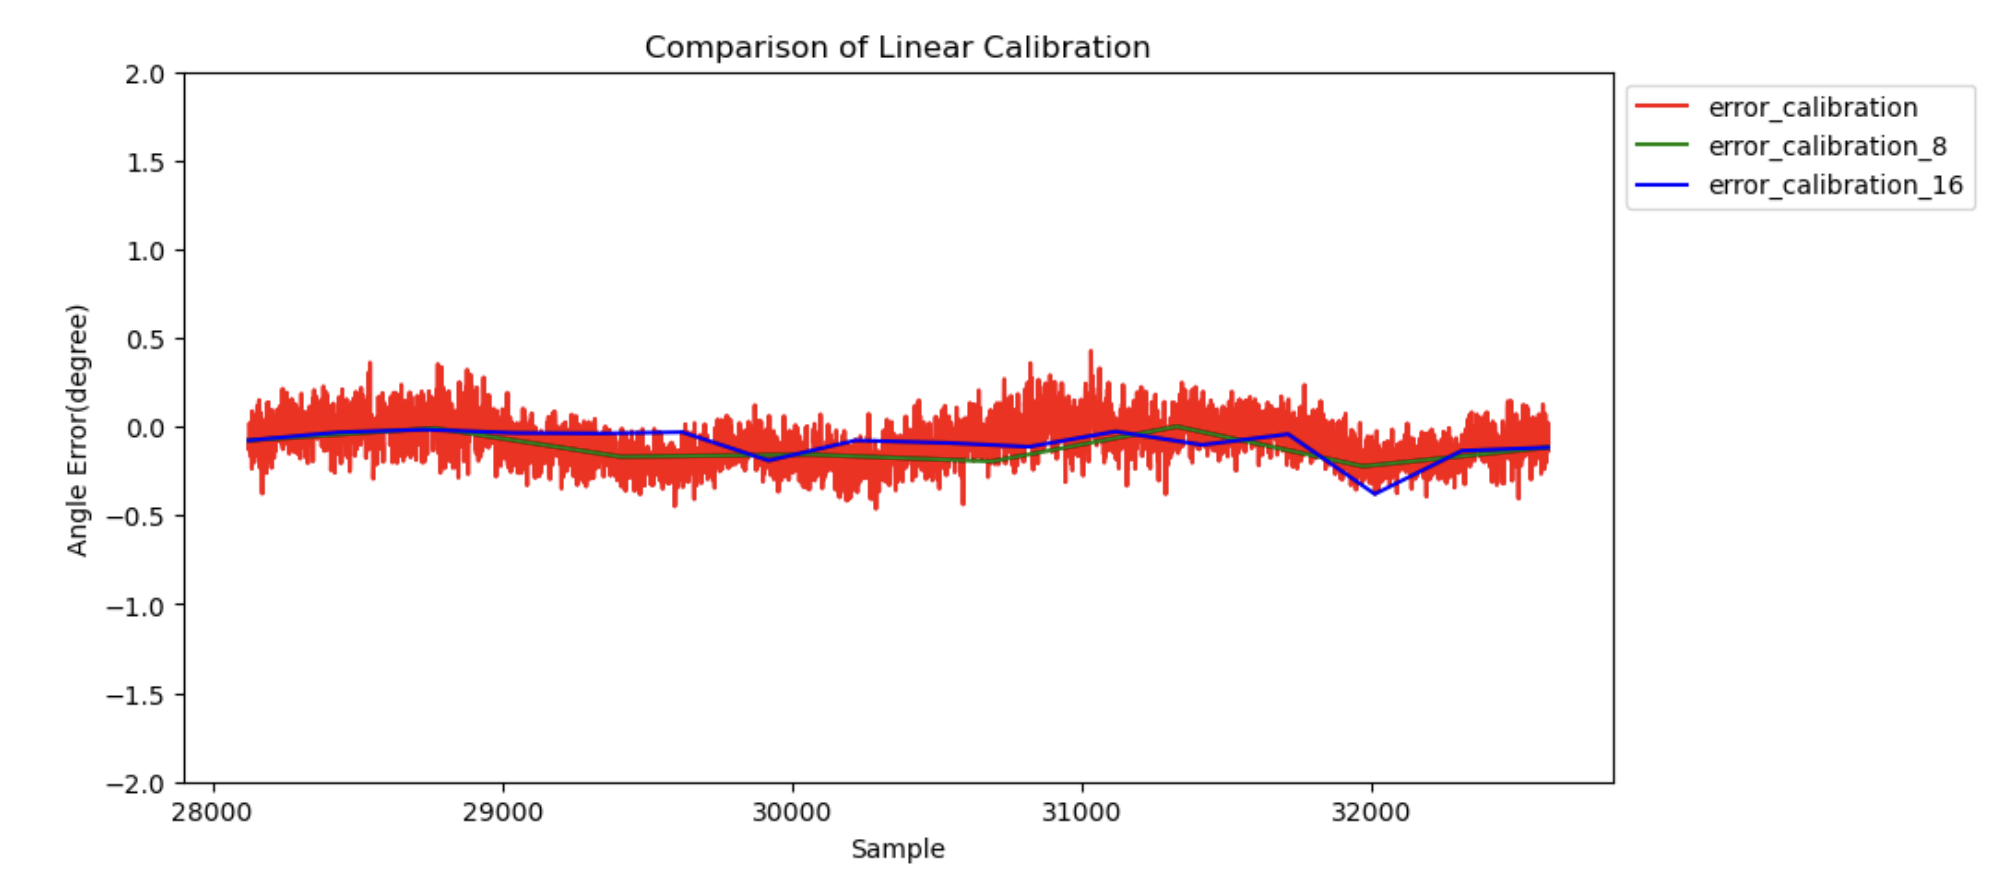 Comparison of Linear Calibration
2.0
1.5
1.0
0.5
0.0
−0.5
−1.0
−1.5
−2.0
Angle Error(degree)
28000 29000 30000 31000 32000
Sample
error_calibration
error_calibration_8
error_calibration_16